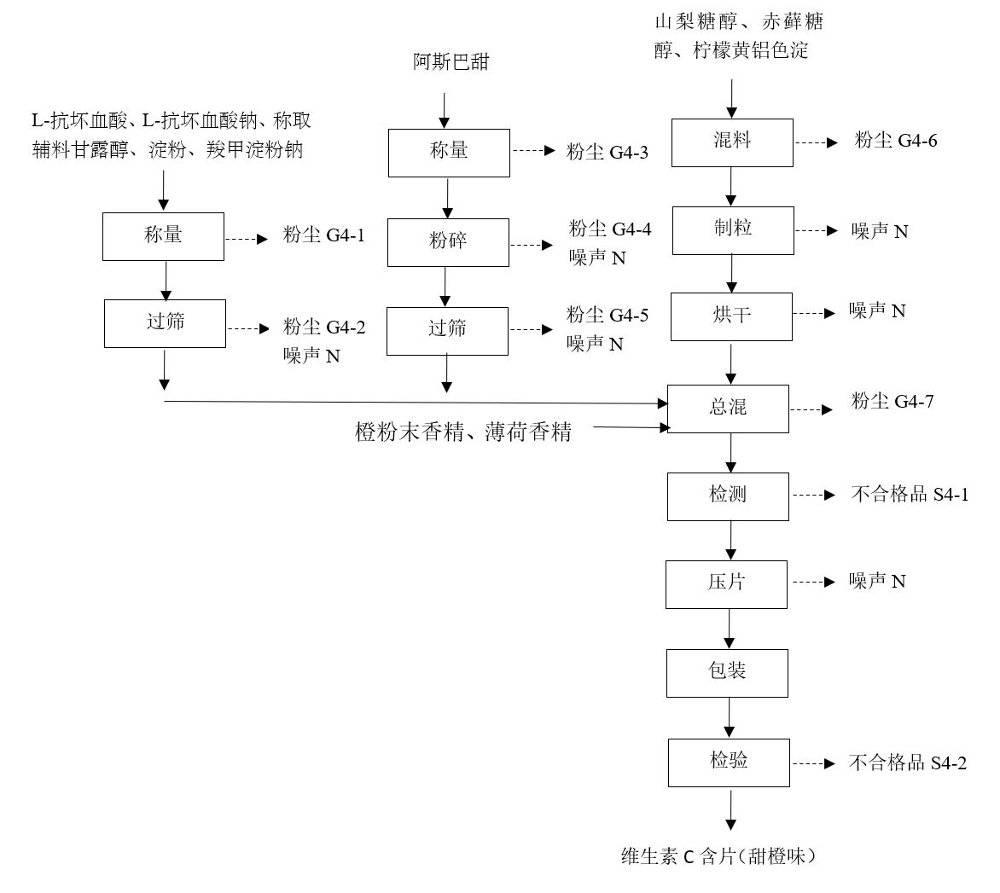 山梨糖醇、赤藓糖
醇、柠檬黄铝色淀
阿斯巴甜
L-抗坏血酸、L-抗坏血酸钠、称取
辅料甘露醇、淀粉、羧甲淀粉钠
混料
粉尘 G4-6
称量
粉尘 G4-3
称量
粉尘 G4-1
粉碎
粉尘 G4-4
噪声 N
制粒
噪声 N
过筛
粉尘 G4-2
噪声 N
过筛
粉尘 G4-5
噪声 N
烘干
噪声 N
总混
粉尘 G4-7
橙粉末香精、薄荷香精
检测
不合格品 S4-1
压片
噪声 N
包装
检验
不合格品 S4-2
维生素 C 含片（甜橙味）